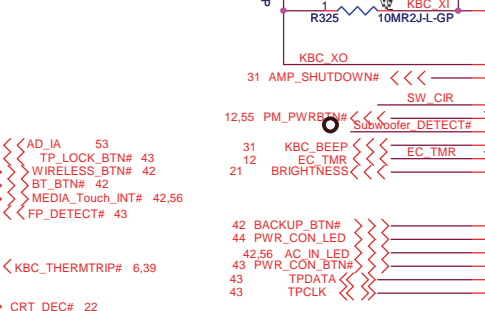 KBC_XI
1
R325
10MR2J-L-GP
KBC_XO
31 AMP_SHUTDOWN#
SW_CIR
12,55 PM_PWRBTN#
Subwoofer_DETECT#
AD_IA 53
31 KBC_BEEP
EC_TMR
TP_LOCK_BTN# 43
12 EC_TMR
WIRELESS_BTN# 42
21 BRIGHTNESS
BT_BTN# 42
MEDIA_Touch_INT# 42,56
FP_DETECT# 43
42 BACKUP_BTN#
44 PWR_CON_LED
42,56 AC_IN_LED
KBC_THERMTRIP# 6,39
43 PWR_CON_BTN#
43 TPDATA
43 TPCLK
CRT_DEC# 22